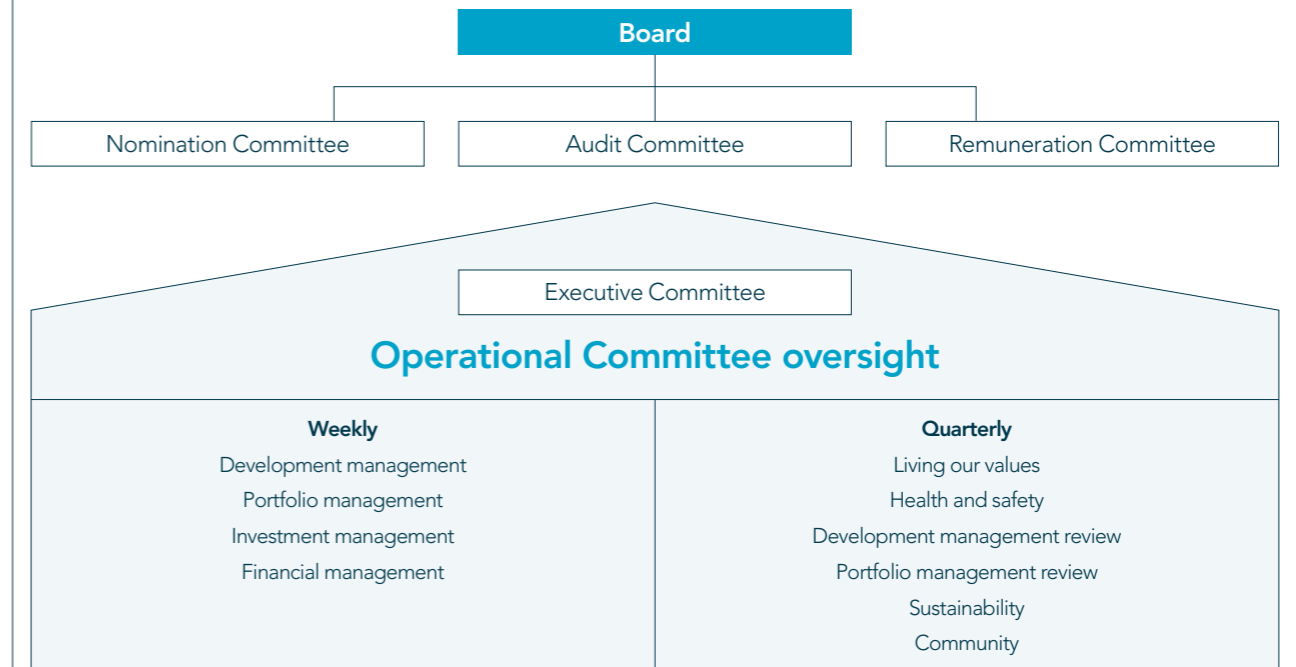 Board
Nomination Committee
Audit Committee
Remuneration Committee
Executive Committee
Operational Committee oversight
Weekly
Development management
Portfolio management
Investment management
Financial management
Quarterly
Living our values
Health and safety
Development management review
Portfolio management review
Sustainability
Community